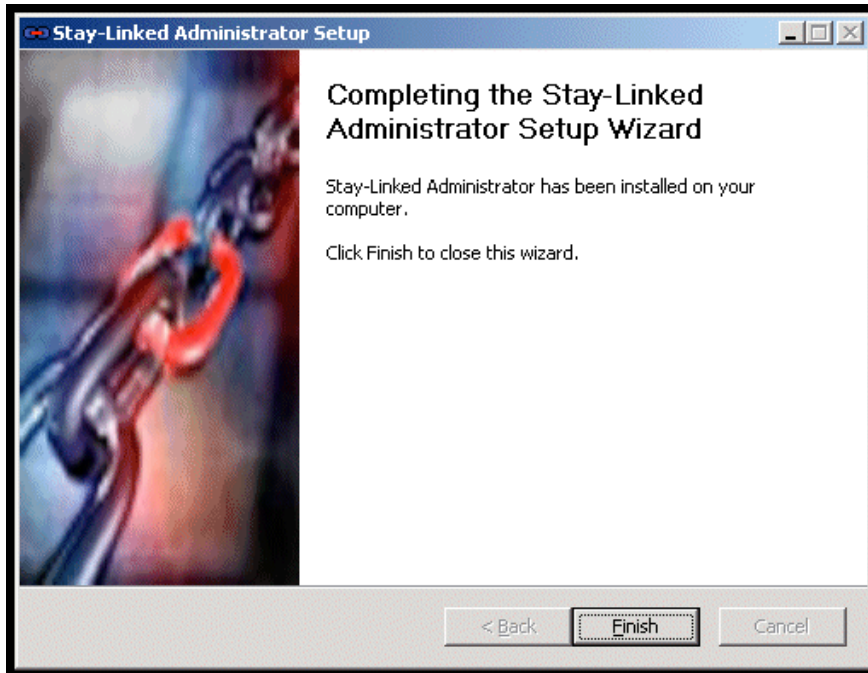 Stay-Linked Administrator Setup
Completing the Stay-Linked
Administrator Setup Wizard
Stay-Linked Administrator has been installed on your
computer.
Click Finish to close this wizard.
< Back
Finish
Cancel